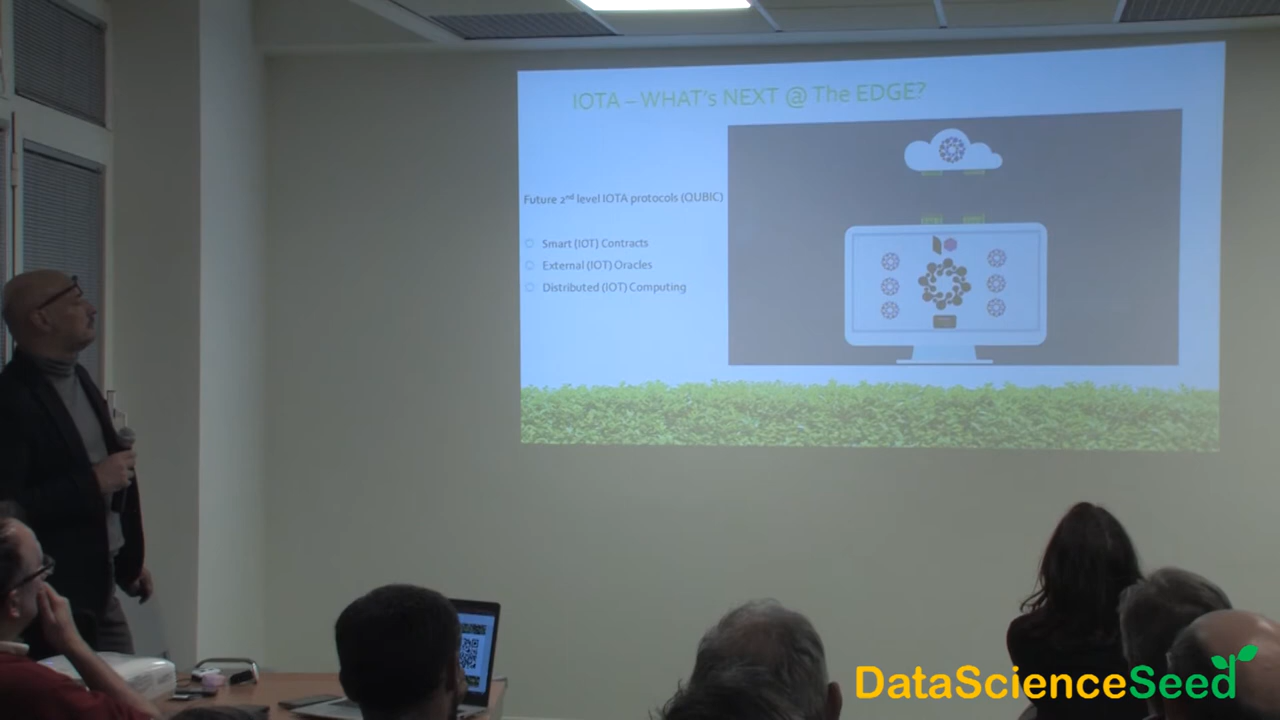 IOTA – WHAT's NEXT @ The EDGE?
Future 2nd level IOTA protocols (QUBIC)
Smart (IOT) Contracts
External (IOT) Oracles
Distributed (IOT) Computing
DataScienceSeed